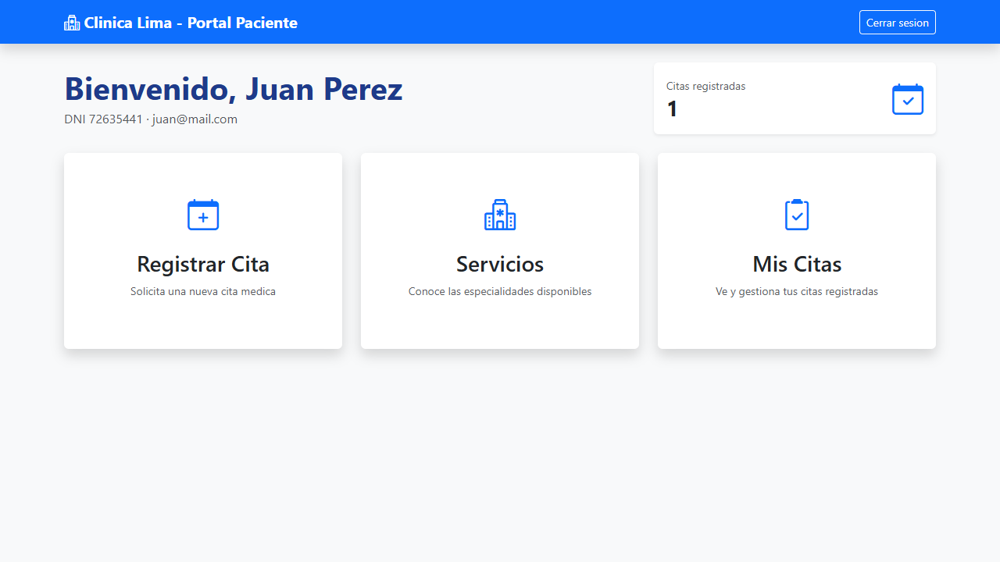 Clinica Lima - Portal Paciente
Cerrar sesion
Bienvenido, Juan Perez
DNI 72635441 · juan@mail.com
Citas registradas
1
Registrar Cita
Solicita una nueva cita medica
Servicios
Conoce las especialidades disponibles
Mis Citas
Ve y gestiona tus citas registradas